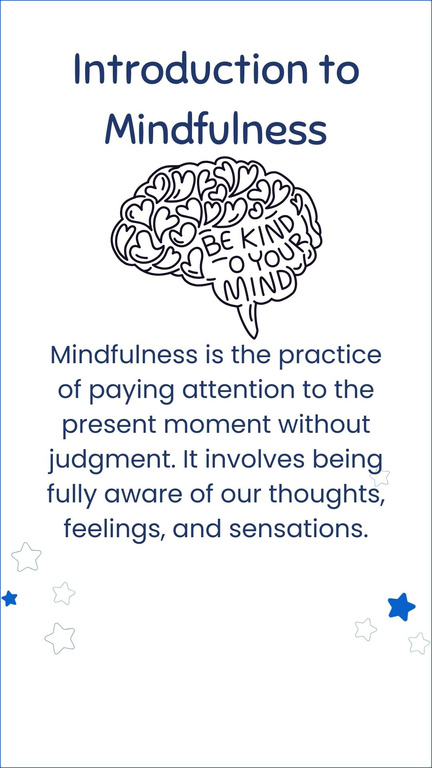 Introduction to
Mindfulness
BE KIND
O YOUR
MIND
Mindfulness is the practice
of paying attention to the
present moment without
judgment. It involves being
fully aware of our thoughts,
feelings, and sensations.